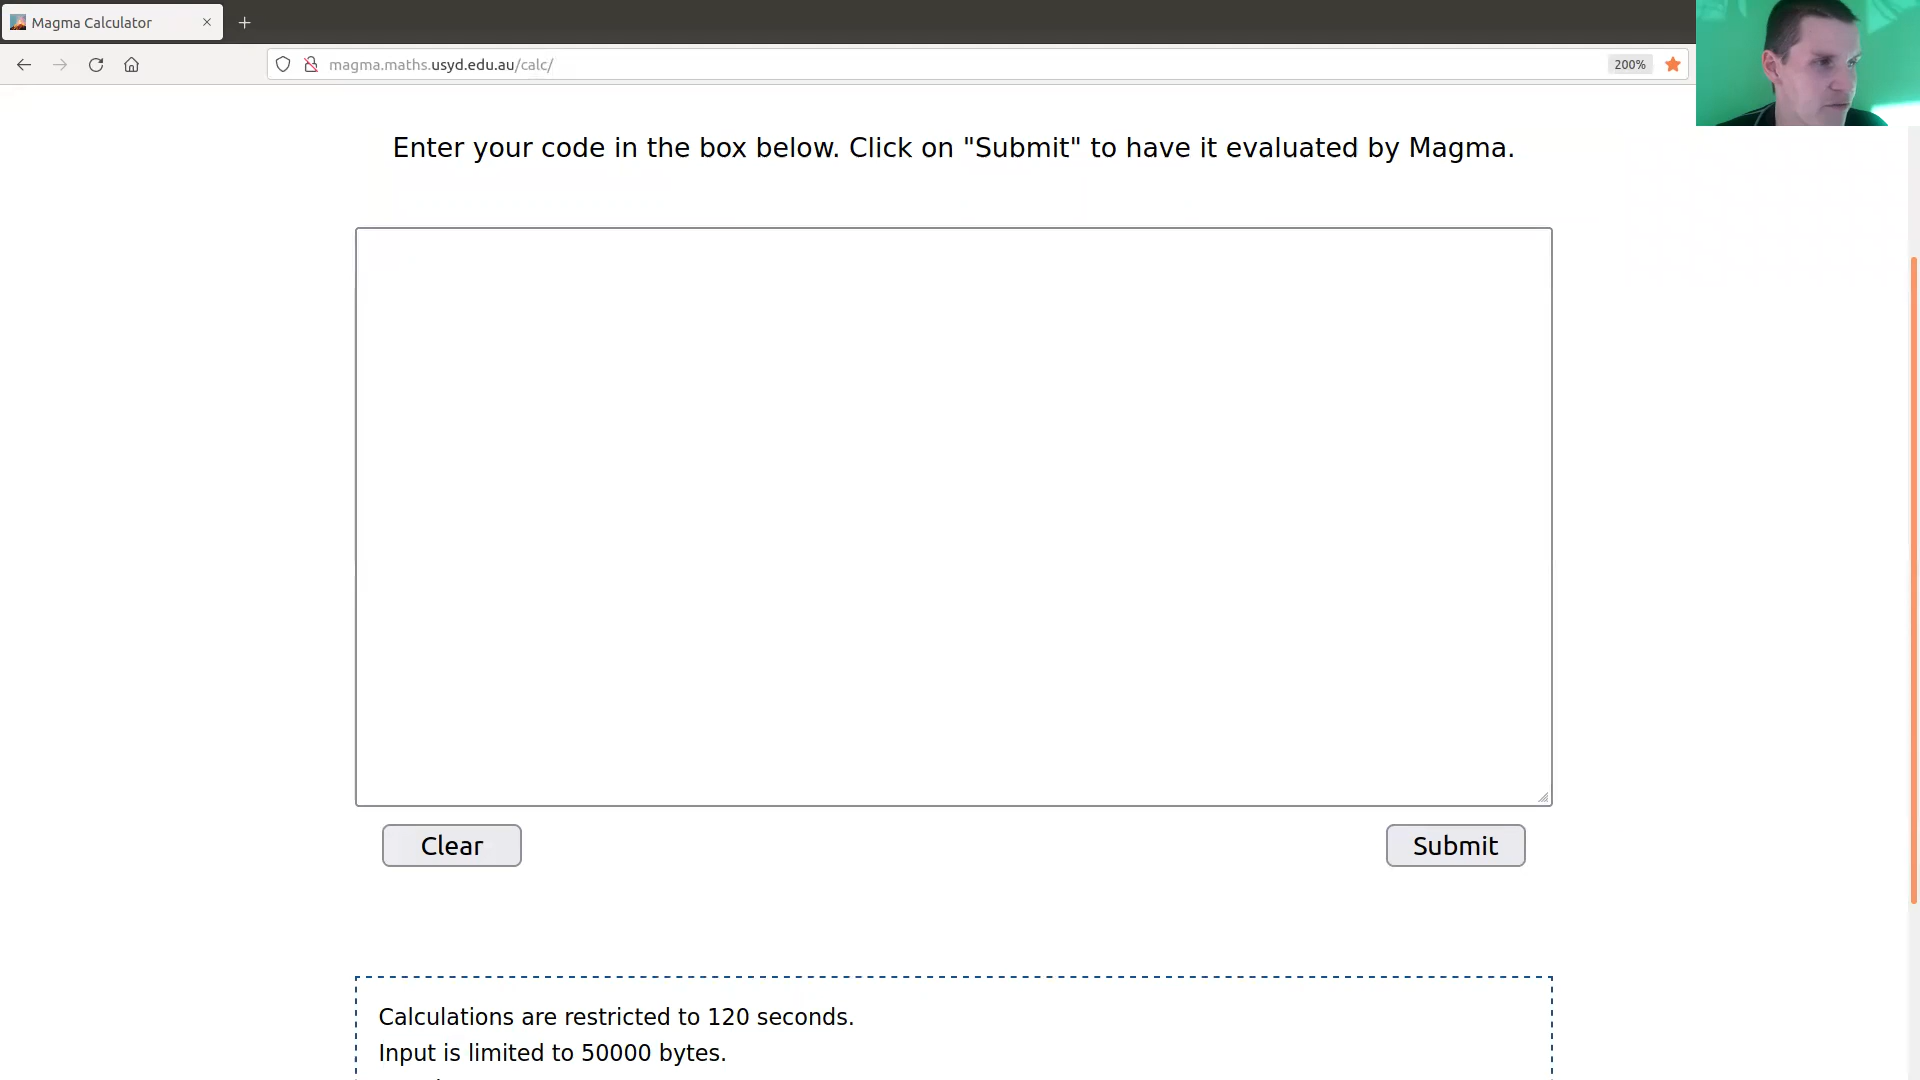 Magma Calculator
magma.maths.usyd.edu.au/calc/
200%
Enter your code in the box below. Click on "Submit" to have it evaluated by Magma.
Clear
Submit
Calculations are restricted to 120 seconds.
Input is limited to 50000 bytes.